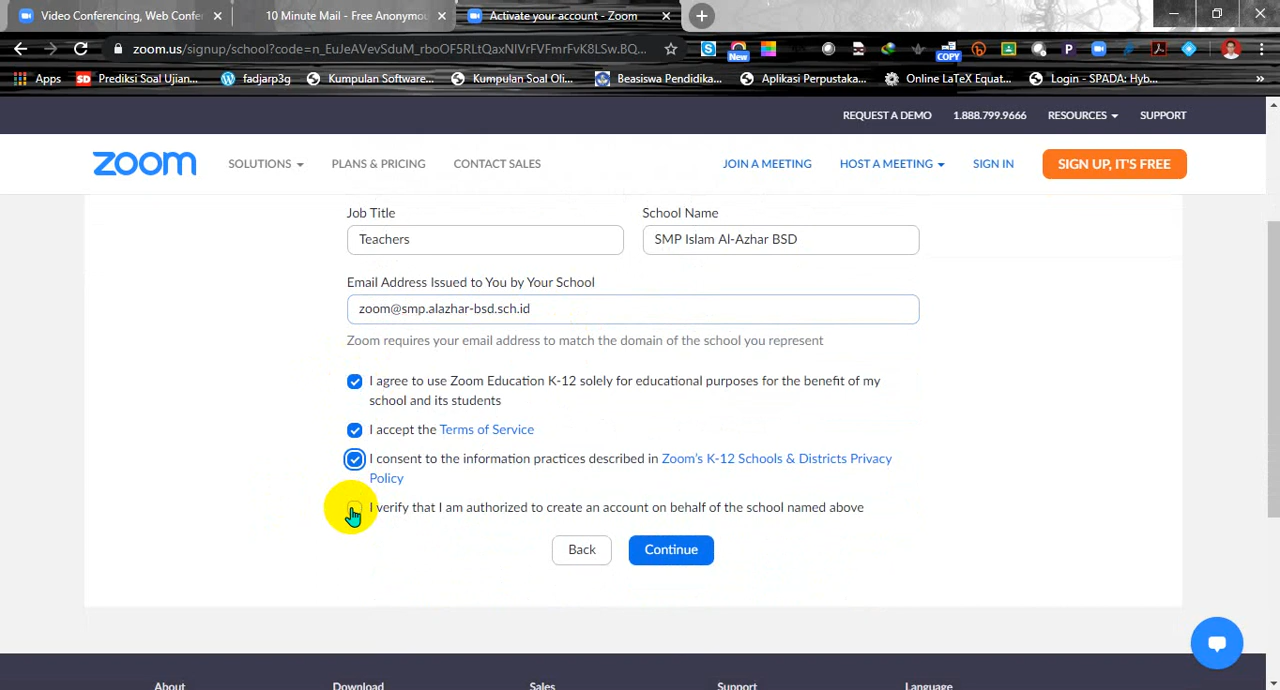 Video Conferencing, Web Confe
10 Minute Mail - Free Anonymou
Activate your account - Zoom
zoom.us/signup/school?code=n_EuJeAVevSduM_rboOF5RLtQaxNIVrFVFmrFvK8LSw.BQ...
New
COPY
Apps
SD Prediksi Soal Ujian...
fadjarp3g
Kumpulan Software...
Kumpulan Soal Oli...
Beasiswa Pendidika...
Aplikasi Perpustaka...
Online LaTeX Equat...
Login - SPADA: Hyb...
REQUEST A DEMO 1.888.799.9666 RESOURCES SUPPORT
zoom SOLUTIONS PLANS & PRICING CONTACT SALES JOIN A MEETING HOST A MEETING SIGN IN SIGN UP, IT'S FREE
Job Title School Name
Teachers SMP Islam Al-Azhar BSD
Email Address Issued to You by Your School
zoom@smp.alazhar-bsd.sch.id
Zoom requires your email address to match the domain of the school you represent
I agree to use Zoom Education K-12 solely for educational purposes for the benefit of my
school and its students
I accept the Terms of Service
I consent to the information practices described in Zoom's K-12 Schools & Districts Privacy
Policy
I verify that I am authorized to create an account on behalf of the school named above
Back Continue
About Download Sales Support Language